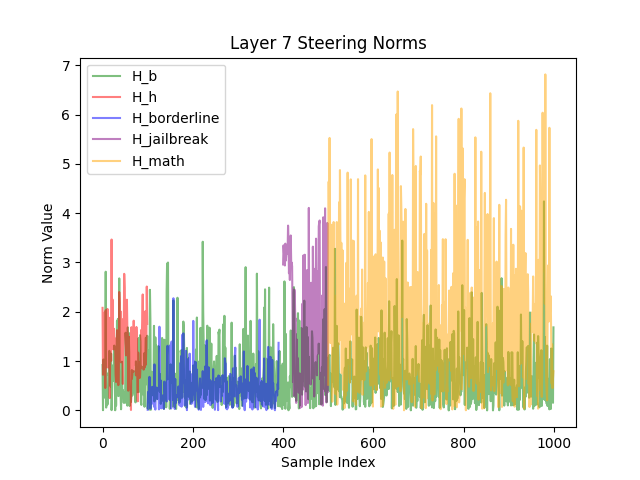 Layer 7 Steering Norms
H_b
H_h
H_borderline
H_jailbreak
H_math
Norm Value
7
6
5
4
3
2
1
0
0 200 400 600 800 1000
Sample Index